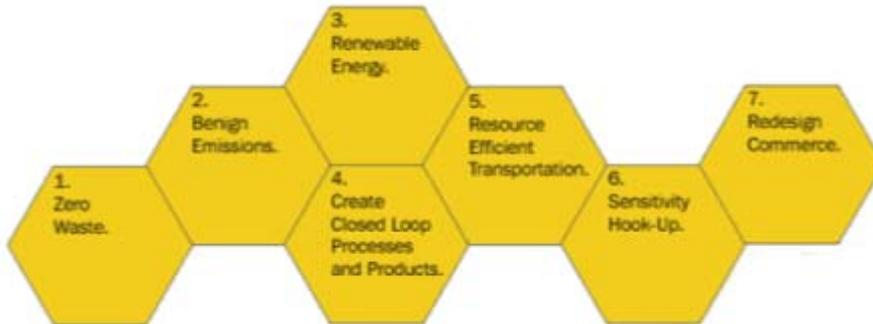 1.
Zero
Waste.
2.
Benign
Emissions.
3.
Renewable
Energy.
4.
Create
Closed Loop
Processes
and Products.
5.
Resource
Efficient
Transportation.
6.
Sensitivity
Hook-Up.
7.
Redesign
Commerce.